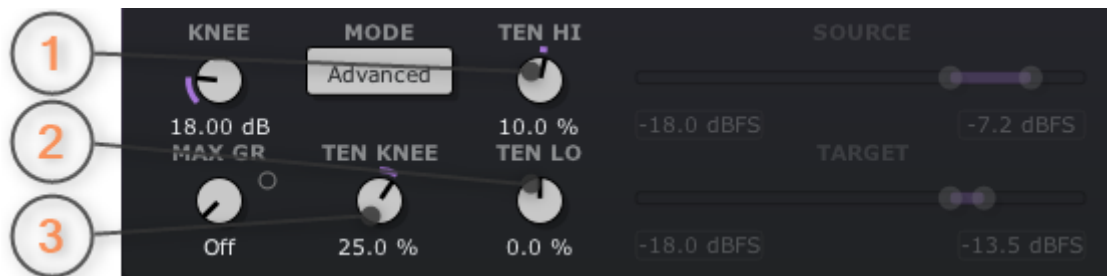 KNEE MODE TEN HI SOURCE
1
Advanced
18.00 dB 10.0 % -18.0 dBFS -7.2 dBFS
2
MAX GR TEN KNEE TEN LO TARGET
3
Off 25.0 % 0.0 % -18.0 dBFS -13.5 dBFS